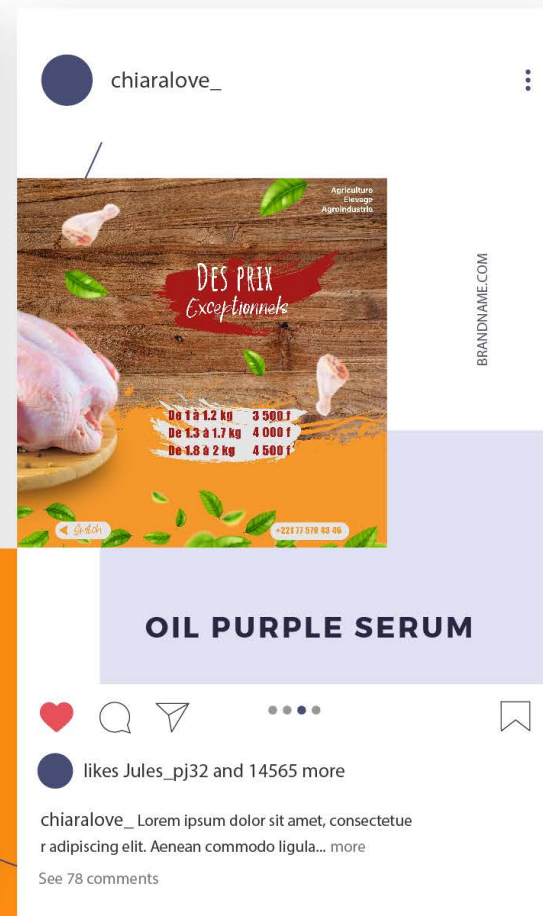 chiaralove_
Agriculture
Elevage
Agroindustrie
DES PRIX
Exceptionnels
BRANDNAME.COM
De 1 à 1.2 kg 3 500 f
De 1.3 à 1.7 kg 4 000 f
De 1.8 à 2 kg 4 500 f
Switch
+221 77 579 43 46
OIL PURPLE SERUM
likes Jules_pj32 and 14565 more
chiaralove_ Lorem ipsum dolor sit amet, consectetue
r adipiscing elit. Aenean commodo ligula... more
See 78 comments